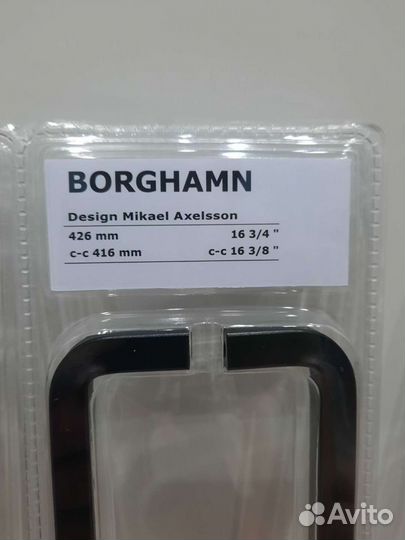 BORGHAMN
Design Mikael Axelsson
426 mm 16 3/4 "
c-c 416 mm c-c 16 3/8 "
Avito